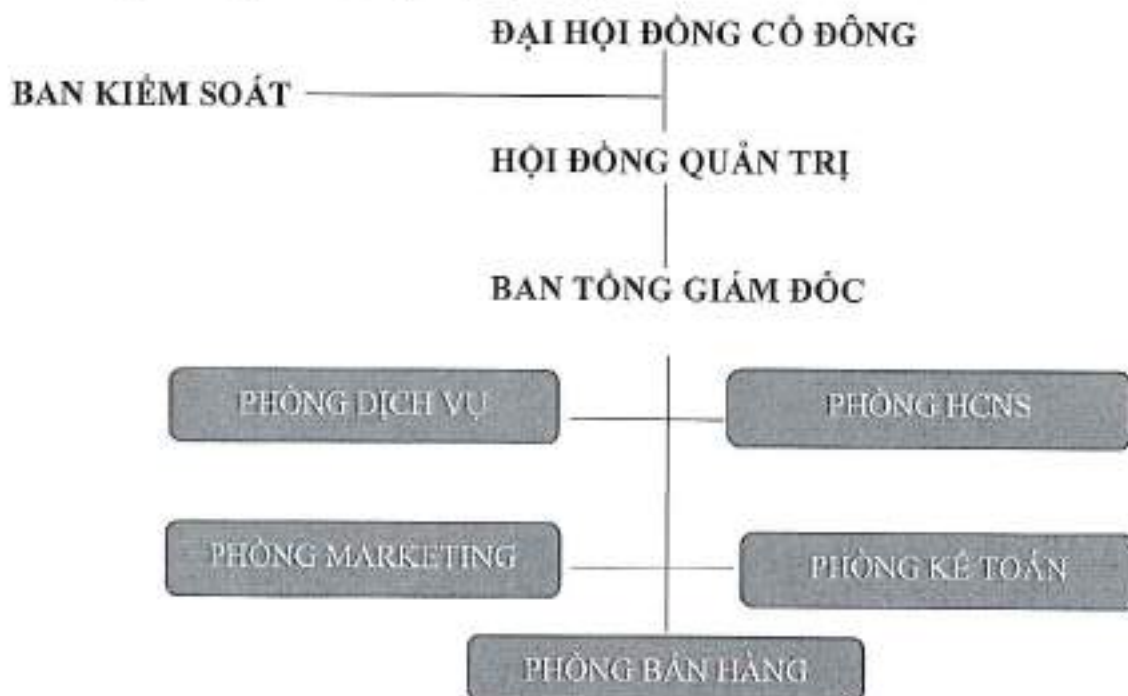 ĐẠI HỘI ĐỒNG CỔ ĐÔNG
BAN KIỂM SOÁT
HỘI ĐỒNG QUẢN TRỊ
BAN TỔNG GIÁM ĐỐC
PHÒNG DỊCH VỤ
PHÒNG HCNS
PHÒNG MARKETING
PHÒNG KẾ TOÁN
PHÒNG BÁN HÀNG